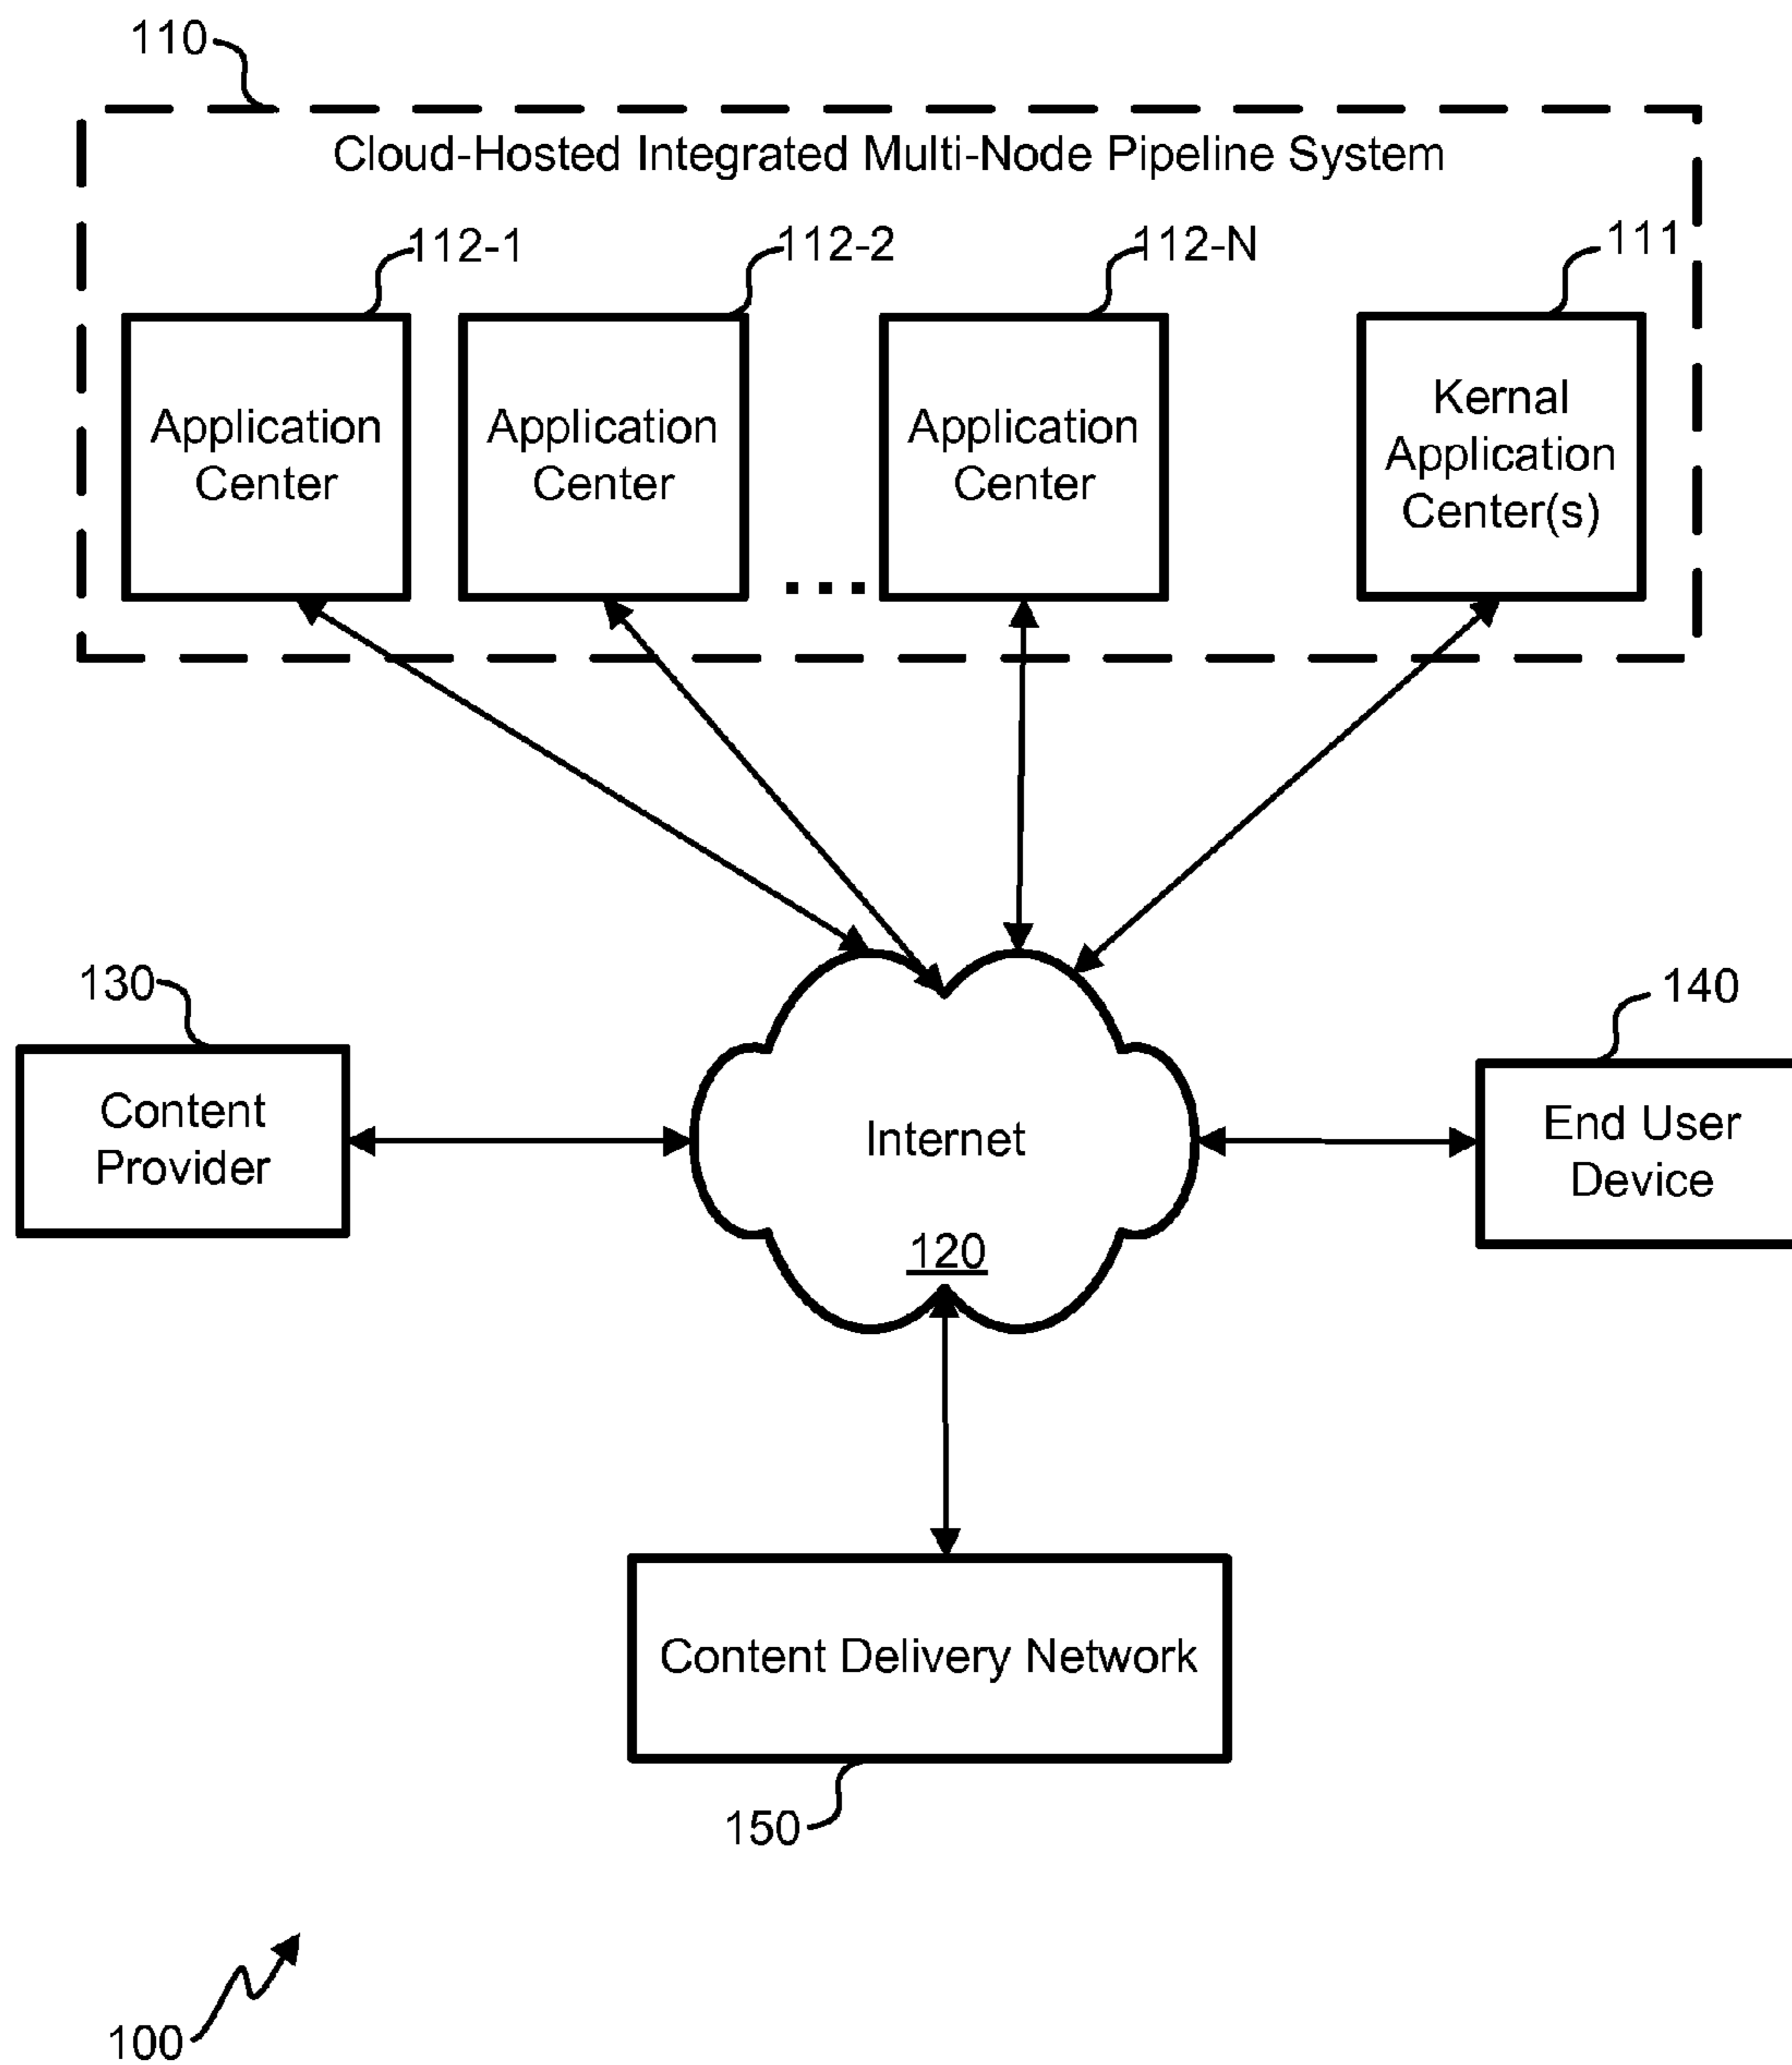 110
Cloud-Hosted Integrated Multi-Node Pipeline System
112-1
112-2
112-N
111
Application
Center
Application
Center
...
Application
Center
Kernal
Application
Center(s)
130
140
Content
Provider
Internet
120
End User
Device
Content Delivery Network
150
100